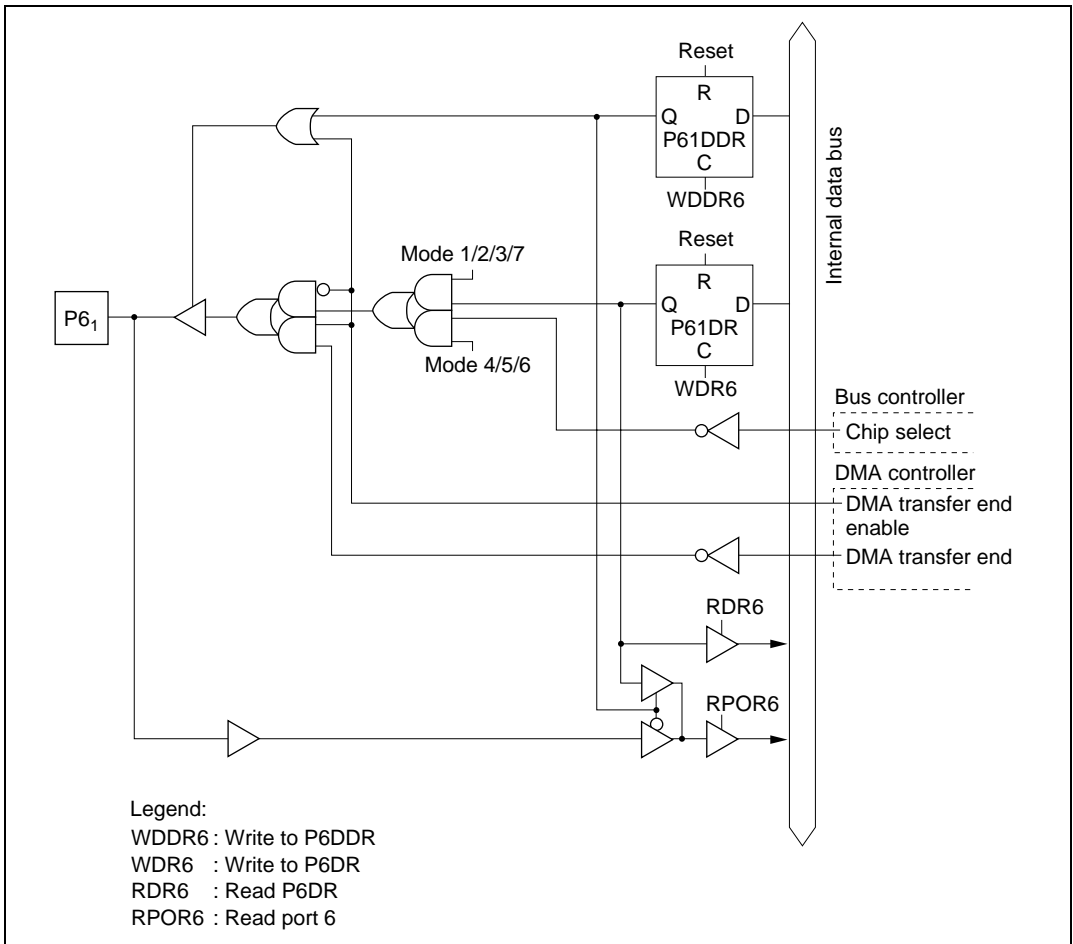 Reset
R
Q D
P61DDR
C
WDDR6
Internal data bus
Reset
Mode 1/2/3/7
R
Q D
P6₁
P61DR
C
Mode 4/5/6
WDR6
Bus controller
Chip select
DMA controller
DMA transfer end
enable
DMA transfer end
RDR6
RPOR6
Legend:
WDDR6 : Write to P6DDR
WDR6 : Write to P6DR
RDR6 : Read P6DR
RPOR6 : Read port 6